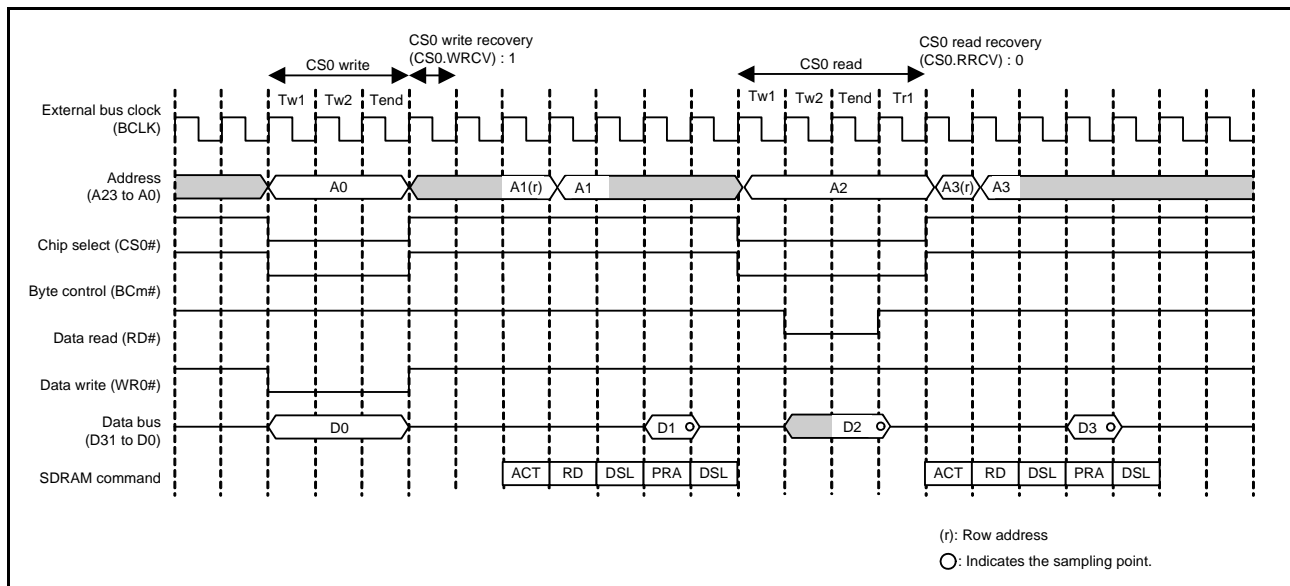 CS0 write recovery
(CS0.WRCV) : 1
CS0 read recovery
(CS0.RRCV) : 0
CS0 write
CS0 read
Tw1 Tw2 Tend Tw1 Tw2 Tend Tr1
External bus clock
(BCLK)
Address
(A23 to A0)
A0 A1(r) A1 A2 A3(r) A3
Chip select (CS0#)
Byte control (BCm#)
Data read (RD#)
Data write (WR0#)
Data bus
(D31 to D0)
D0 D1 D2 D3
SDRAM command
ACT RD DSL PRA DSL ACT RD DSL PRA DSL
(r): Row address
: Indicates the sampling point.